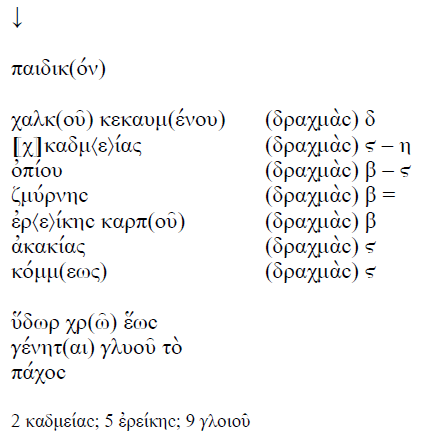 ↓
παιδικ(όν)
χαλκ(οῦ) κεκαυμ(ένου) (δραχμὰϲ) δ
[χ]καδμ⟨ε⟩ίας (δραχμὰϲ) ϛ – η
ὀπίου (δραχμὰϲ) β – ϛ
ζμύρνηϲ (δραχμὰϲ) β =
ἐρ⟨ε⟩ίκηϲ καρπ(οῦ) (δραχμὰϲ) β
ἀκακίαϲ (δραχμὰϲ) ϛ
κόμμ(εωϲ) (δραχμὰϲ) ϛ
ὕδωρ χρ(ῶ) ἕωϲ
γένητ(αι) γλυοῦ τὸ
πάχοϲ
2 καδμείας; 5 ἐρείκης; 9 γλοιοῦ